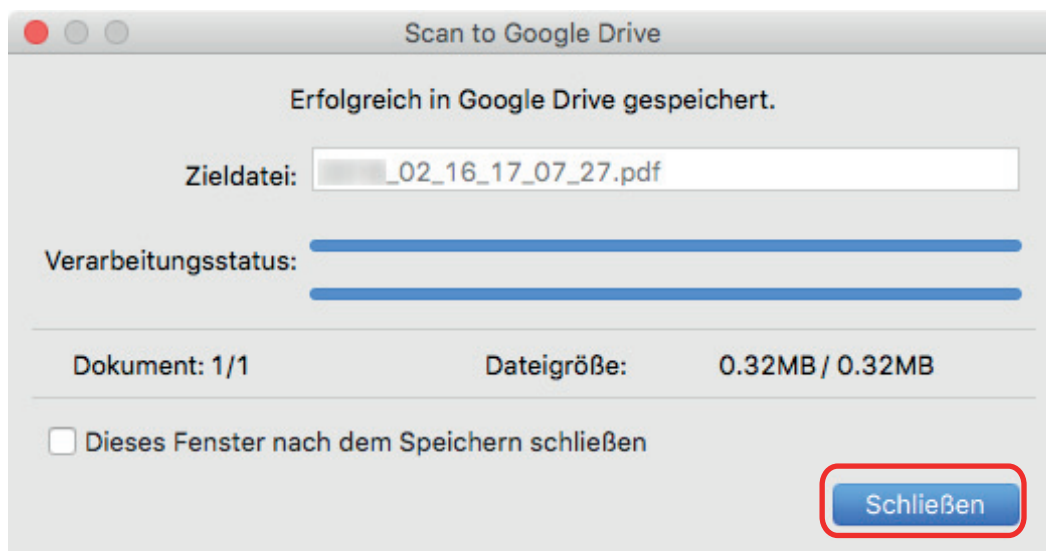 Scan to Google Drive
Erfolgreich in Google Drive gespeichert.
Zieldatei: _02_16_17_07_27.pdf
Verarbeitungsstatus:
Dokument: 1/1 Dateigröße: 0.32MB / 0.32MB
Dieses Fenster nach dem Speichern schließen
Schließen